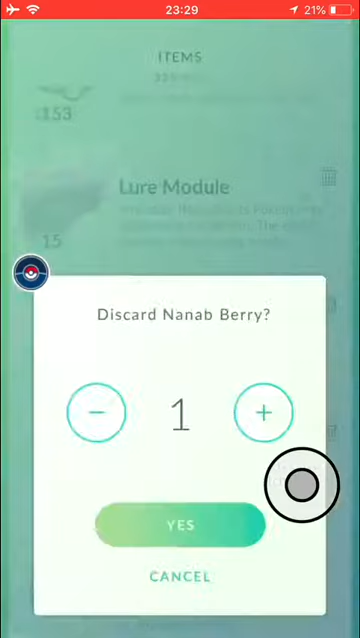 23:29
21%
ITEMS
153
Lure Module
15
Discard Nanab Berry?
1
YES
CANCEL